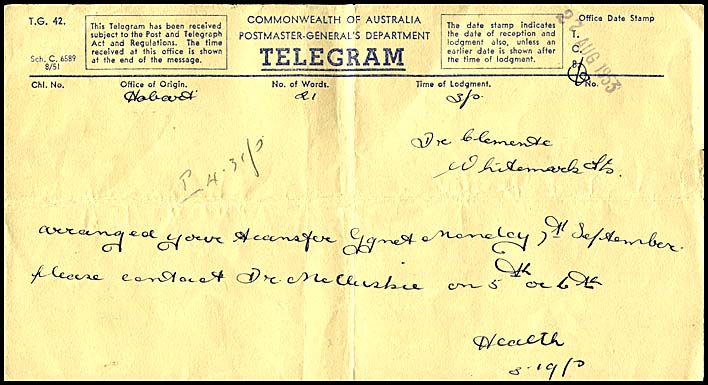 T.G. 42.
Sch. C. 6589
8/51
This Telegram has been received
subject to the Post and Telegraph
Act and Regulations. The time
received at this office is shown
at the end of the message.
COMMONWEALTH OF AUSTRALIA
POSTMASTER-GENERAL'S DEPARTMENT
TELEGRAM
The date stamp indicates
the date of reception and
lodgment also, unless an
earlier date is shown after
the time of lodgment.
Office Date Stamp
AUG 1953
T.
C.
No.
Chl. No. Office of Origin. No. of Words. Time of Lodgment.
Hobart 21
Dr Clemente
Whitemark
arranged your transfer Cygnet Monday 7th September.
please contact Dr. on 5th or 6th
Health